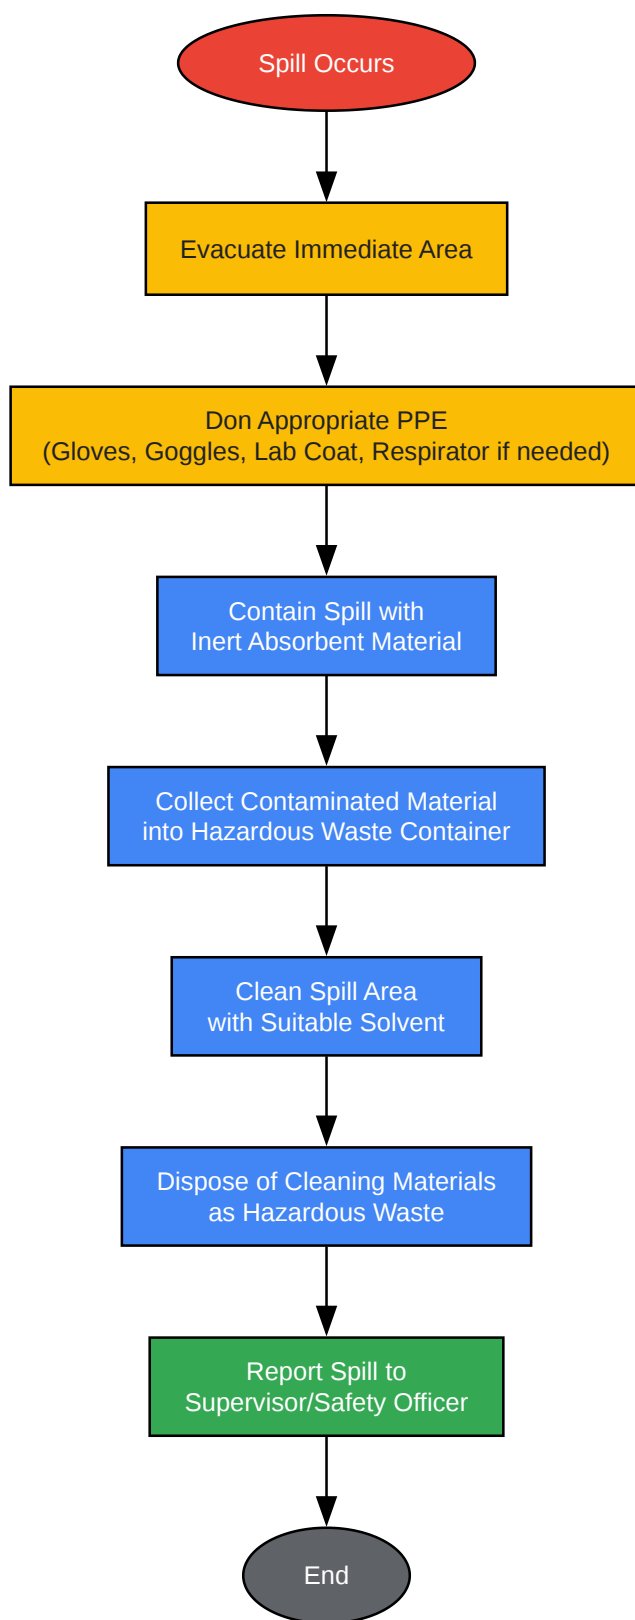 Spill Occurs
Evacuate Immediate Area
Don Appropriate PPE
(Gloves, Goggles, Lab Coat, Respirator if needed)
Contain Spill with
Inert Absorbent Material
Collect Contaminated Material
into Hazardous Waste Container
Clean Spill Area
with Suitable Solvent
Dispose of Cleaning Materials
as Hazardous Waste
Report Spill to
Supervisor/Safety Officer
End